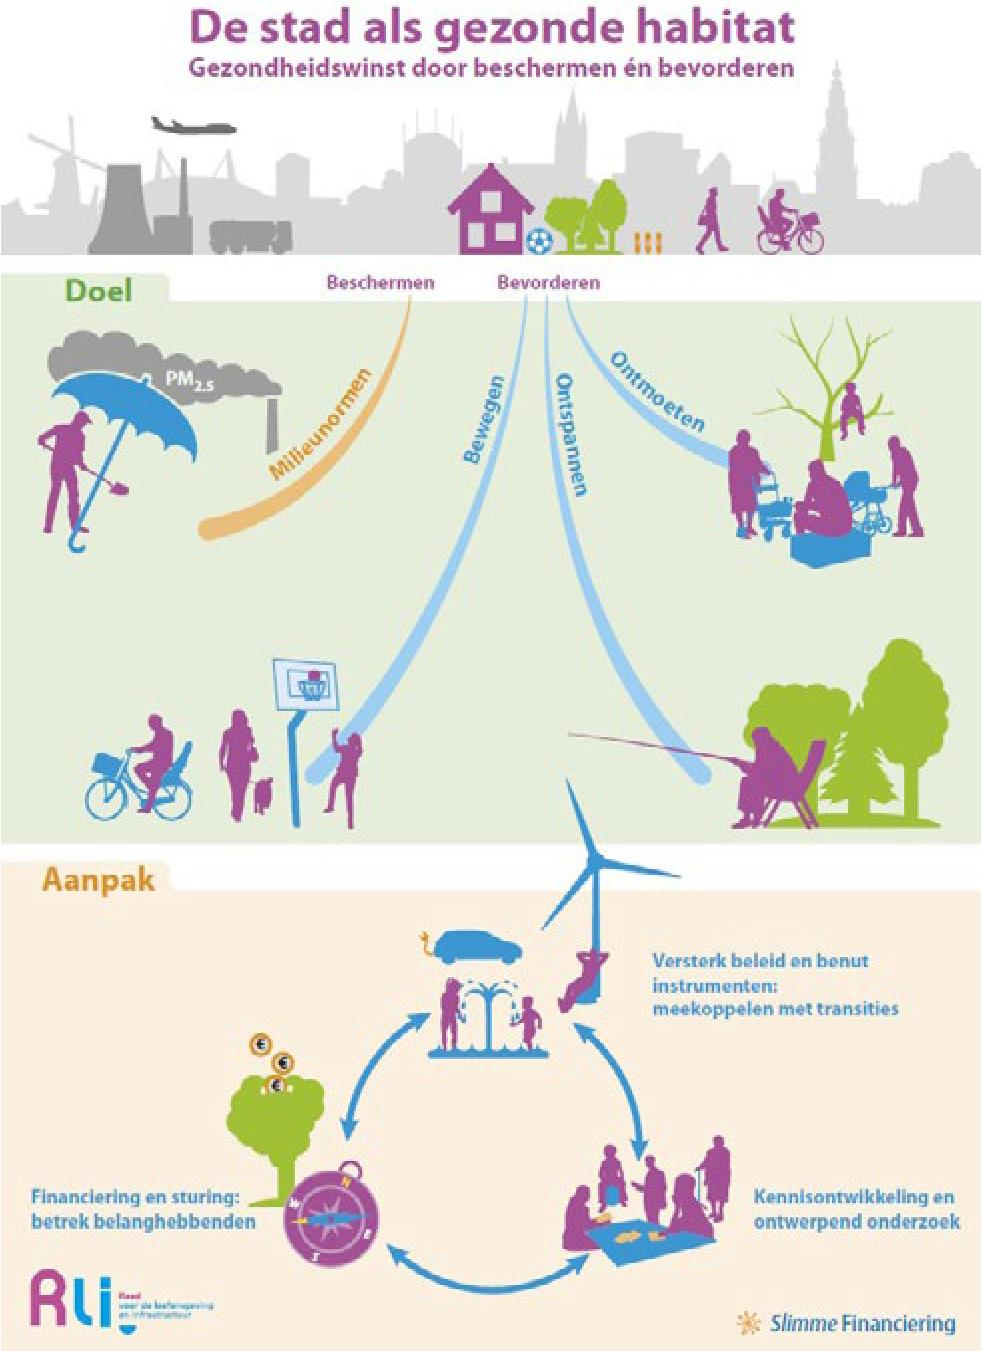 De stad als gezonde habitat
Gezondheidswinst door beschermen én bevorderen
Doel
Beschermen
Bevorderen
PM2.5
Milieunormen
Bewegen
Ontspannen
Ontmoeten
Aanpak
Versterk beleid en benut
instrumenten:
meekoppelen met transities
€
€
€
Financiering en sturing:
betrek belanghebbenden
N
W
E
S
Kennisontwikkeling en
ontwerpend onderzoek
Rli
Raad
voor de leefomgeving
en infrastructuur
Slimme Financiering